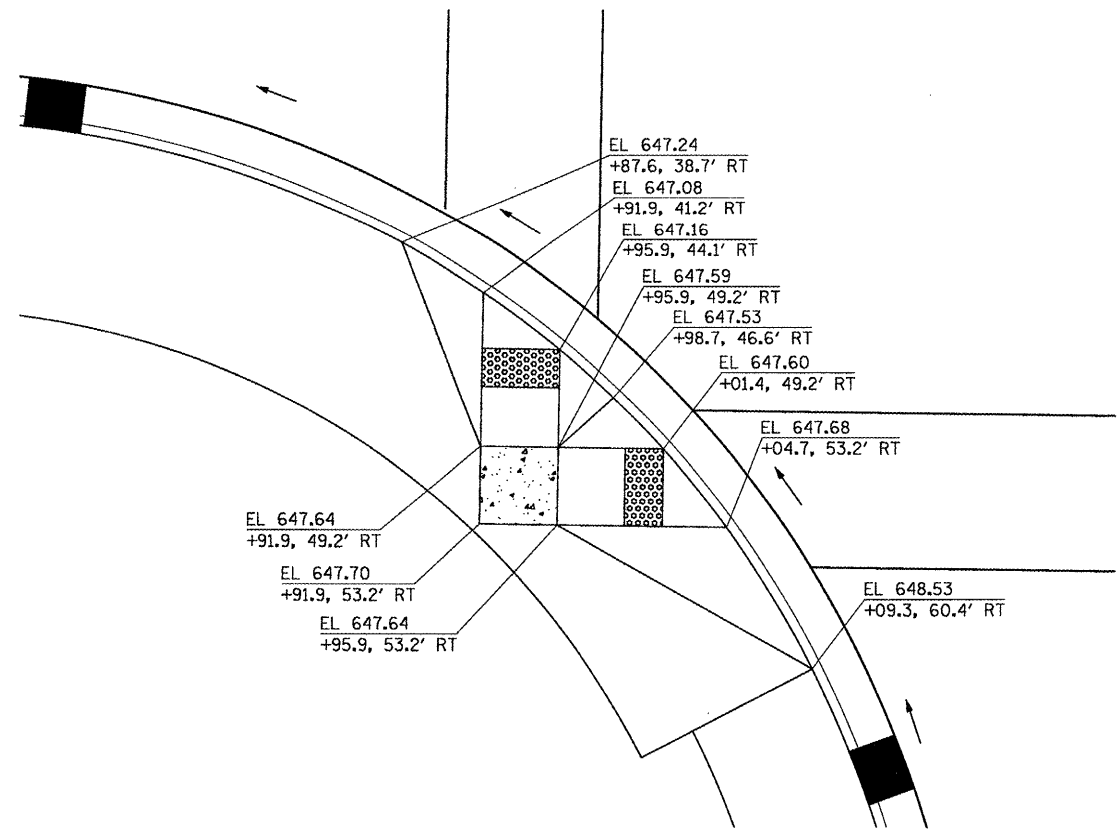 EL 647.24
+87.6, 38.7' RT
EL 647.08
+91.9, 41.2' RT
EL 647.16
+95.9, 44.1' RT
EL 647.59
+95.9, 49.2' RT
EL 647.53
+98.7, 46.6' RT
EL 647.60
+01.4, 49.2' RT
EL 647.68
+04.7, 53.2' RT
EL 647.64
+91.9, 49.2' RT
EL 647.70
+91.9, 53.2' RT
EL 647.64
+95.9, 53.2' RT
EL 648.53
+09.3, 60.4' RT